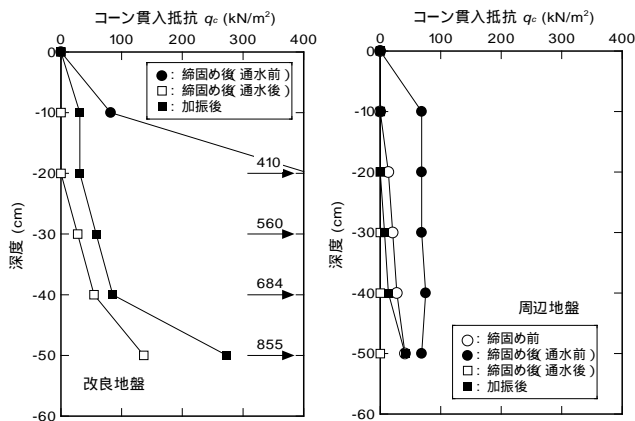 コーン貫入抵抗 qc (kN/m²)
0 100 200 300 400
0
-10
-20
-30
-40
-50
-60
深度 (cm)
●: 締固め後(通水前)
□: 締固め後(通水後)
■: 加振後
410
560
684
855
改良地盤
コーン貫入抵抗 qc (kN/m²)
0 100 200 300 400
0
-10
-20
-30
-40
-50
-60
深度 (cm)
周辺地盤
○: 締固め前
●: 締固め後(通水前)
□: 締固め後(通水後)
■: 加振後